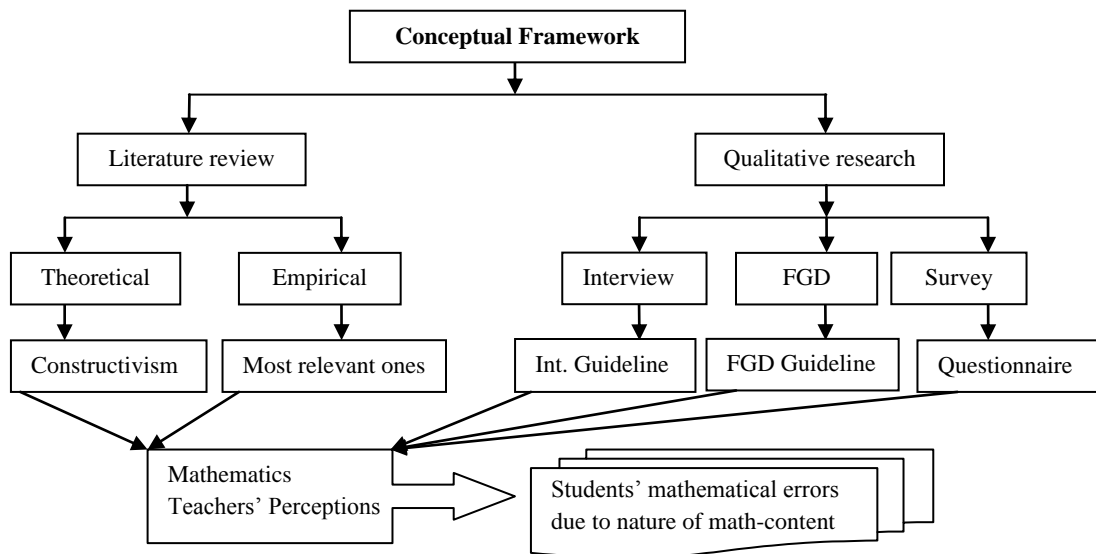 Conceptual Framework
Literature review
Qualitative research
Theoretical
Empirical
Interview
FGD
Survey
Constructivism
Most relevant ones
Int. Guideline
FGD Guideline
Questionnaire
Mathematics
Teachers’ Perceptions
Students’ mathematical errors
due to nature of math-content